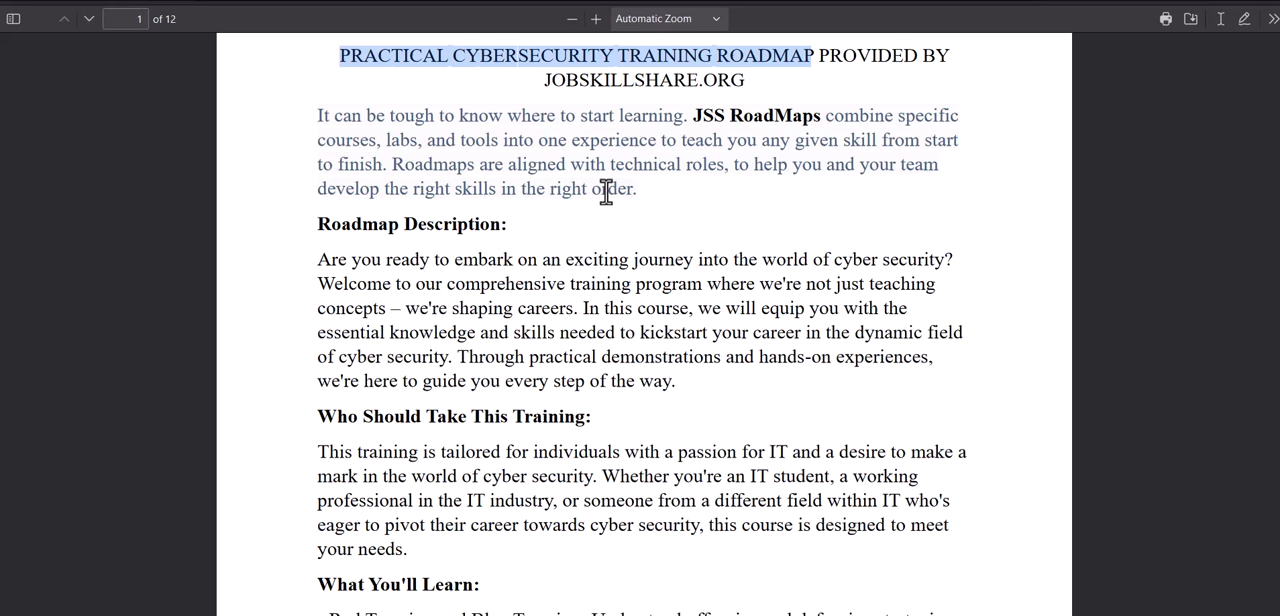 1 of 12
Automatic Zoom
PRACTICAL CYBERSECURITY TRAINING ROADMAP PROVIDED BY
JOBSKILLSHARE.ORG
It can be tough to know where to start learning. JSS RoadMaps combine specific
courses, labs, and tools into one experience to teach you any given skill from start
to finish. Roadmaps are aligned with technical roles, to help you and your team
develop the right skills in the right order.
Roadmap Description:
Are you ready to embark on an exciting journey into the world of cyber security?
Welcome to our comprehensive training program where we're not just teaching
concepts – we're shaping careers. In this course, we will equip you with the
essential knowledge and skills needed to kickstart your career in the dynamic field
of cyber security. Through practical demonstrations and hands-on experiences,
we're here to guide you every step of the way.
Who Should Take This Training:
This training is tailored for individuals with a passion for IT and a desire to make a
mark in the world of cyber security. Whether you're an IT student, a working
professional in the IT industry, or someone from a different field within IT who's
eager to pivot their career towards cyber security, this course is designed to meet
your needs.
What You'll Learn: